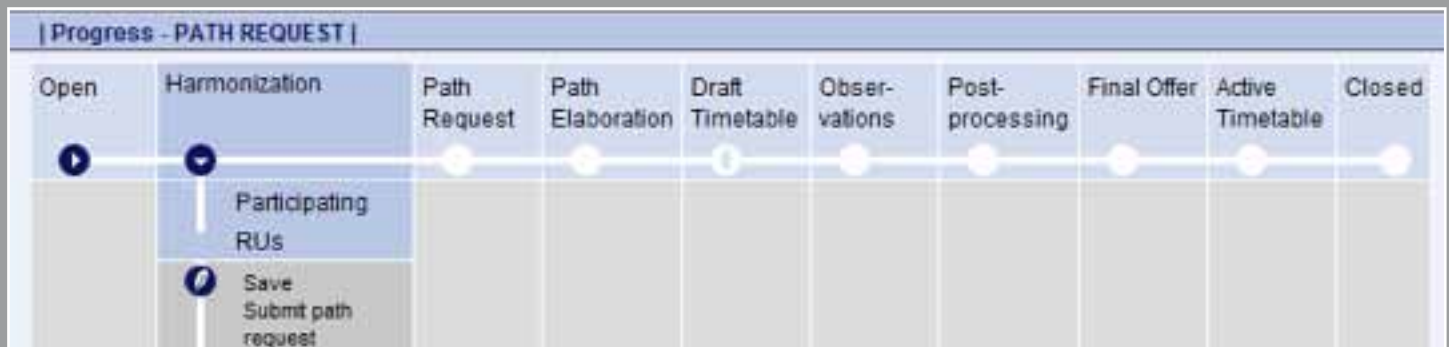 | Progress - PATH REQUEST |
Open
Harmonization
Path
Request
Path
Elaboration
Draft
Timetable
Obser-
vations
Post-
processing
Final Offer
Active
Timetable
Closed
Participating
RUs
Save
Submit path
request